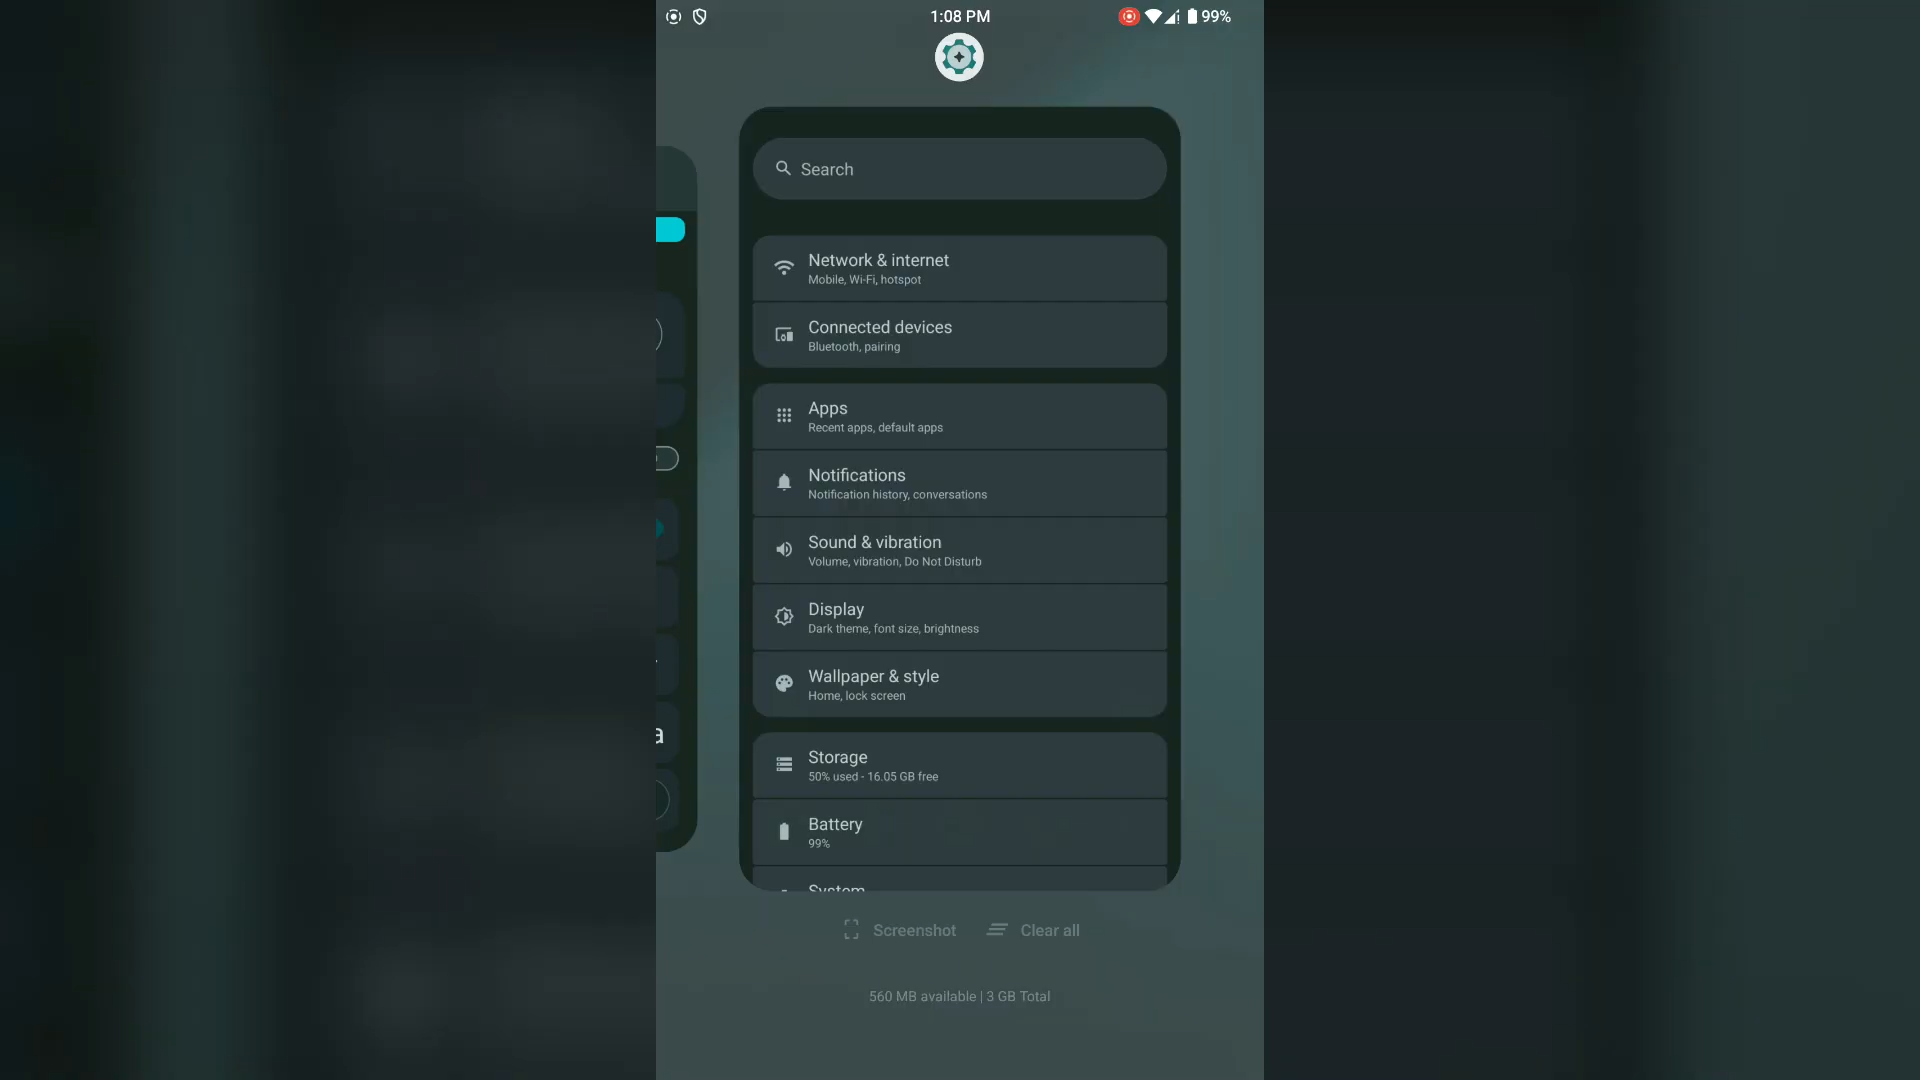 1:08 PM
99%
Search
Network & internet
Mobile, Wi-Fi, hotspot
Connected devices
Bluetooth, pairing
Apps
Recent apps, default apps
Notifications
Notification history, conversations
Sound & vibration
Volume, vibration, Do Not Disturb
Display
Dark theme, font size, brightness
Wallpaper & style
Home, lock screen
a
Storage
50% used - 16.05 GB free
Battery
99%
System
Screenshot
Clear all
560 MB available | 3 GB Total